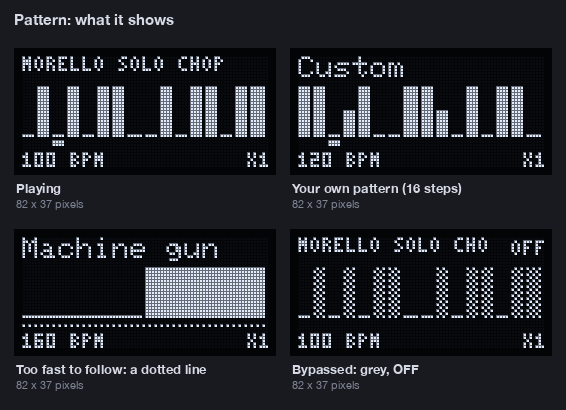 Pattern: what it shows
MORELLO SOLO CHOP
100 BPM X1
Playing
82 x 37 pixels
Custom
120 BPM X1
Your own pattern (16 steps)
82 x 37 pixels
Machine gun
160 BPM X1
Too fast to follow: a dotted line
82 x 37 pixels
MORELLO SOLO CHO OFF
100 BPM X1
Bypassed: grey, OFF
82 x 37 pixels